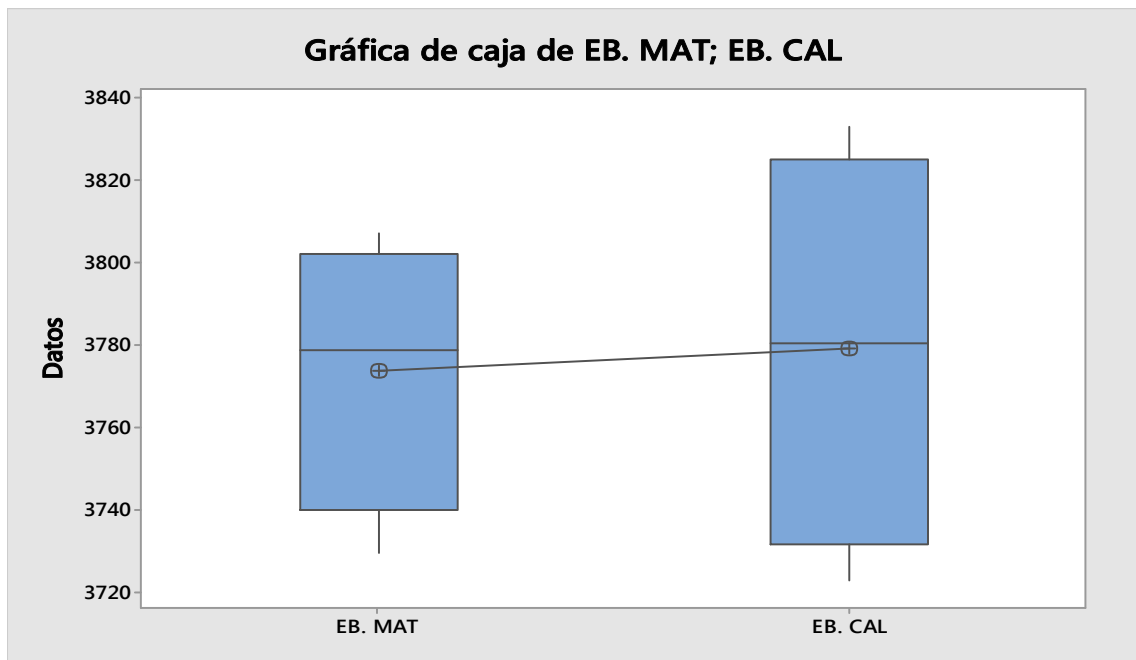 Gráfica de caja de EB. MAT; EB. CAL
Datos
3840
3820
3800
3780
3760
3740
3720
EB. MAT
EB. CAL